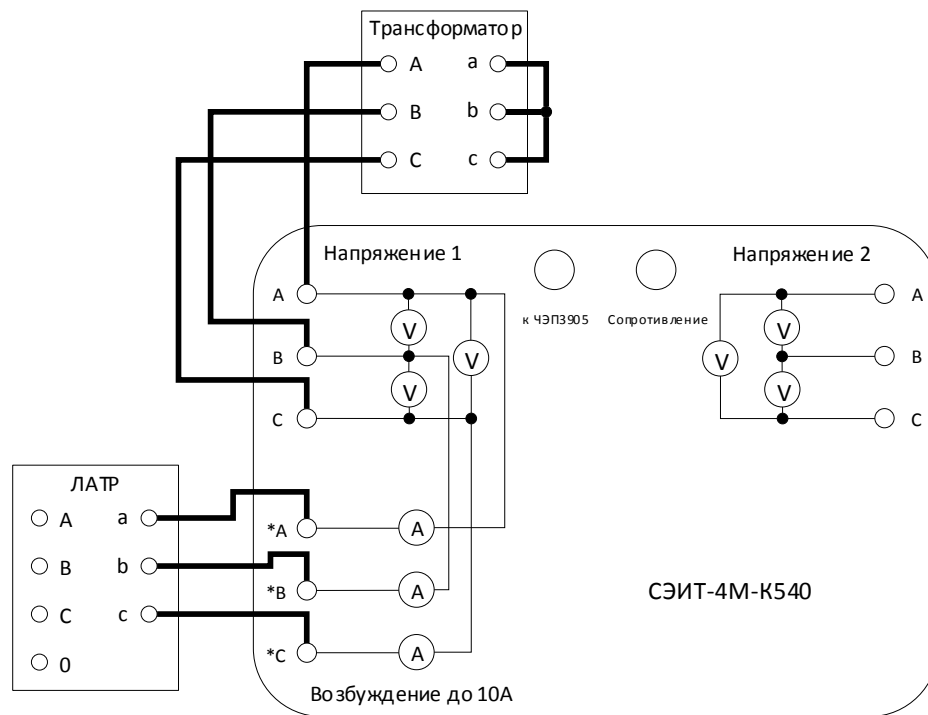 Трансформатор
A a
B b
C c
Напряжение 1
Напряжение 2
к ЧЭП3905 Сопротивление
A
B
C
V
V
V
V
V
V
A
B
C
ЛАТР
A a
B b
C c
0
*A A
*B A
*C A
СЭИТ-4М-К540
Возбуждение до 10А